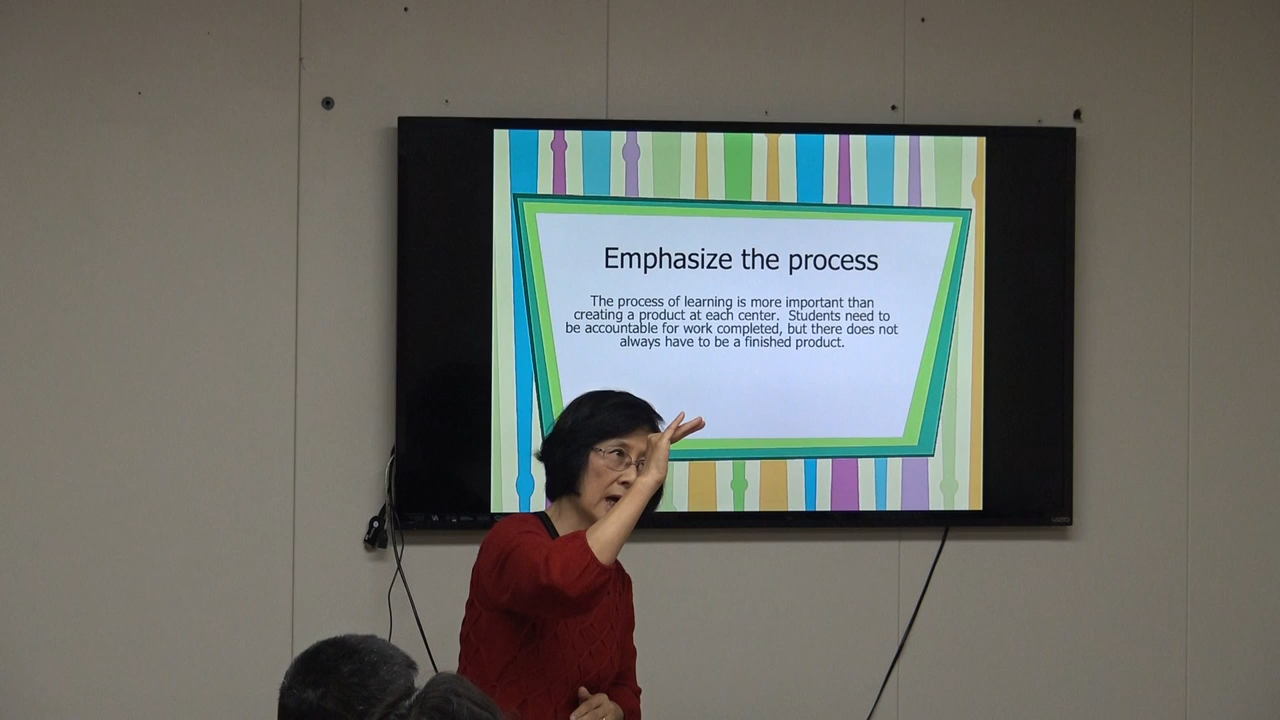 Emphasize the process
The process of learning is more important than
creating a product at each center.  Students need to
be accountable for work completed, but there does not
always have to be a finished product.
VIZIO